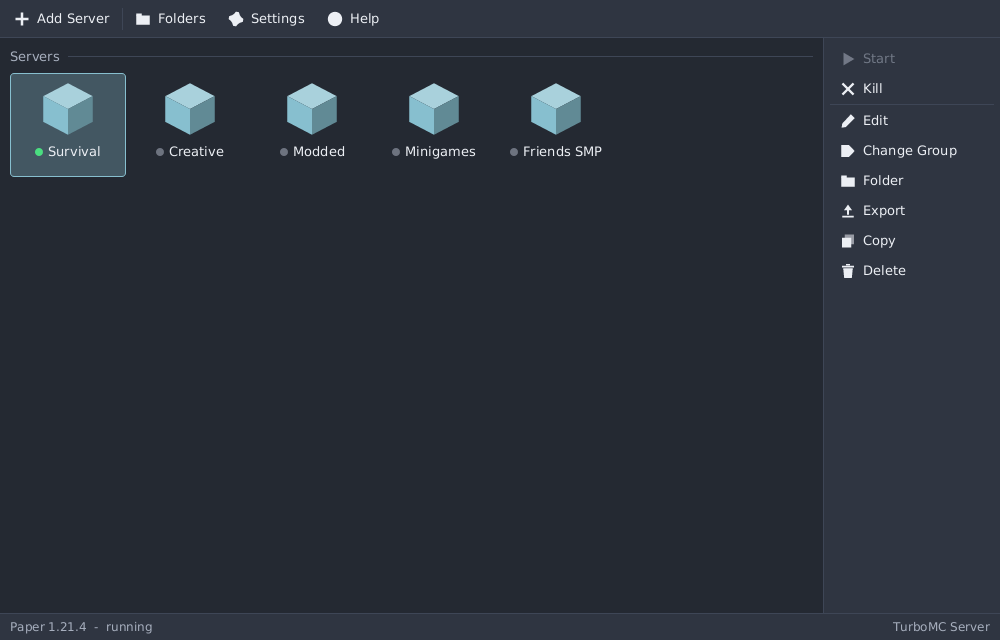 Add Server Folders Settings Help
Servers
Survival Creative Modded Minigames Friends SMP
Start
Kill
Edit
Change Group
Folder
Export
Copy
Delete
Paper 1.21.4 - running TurboMC Server